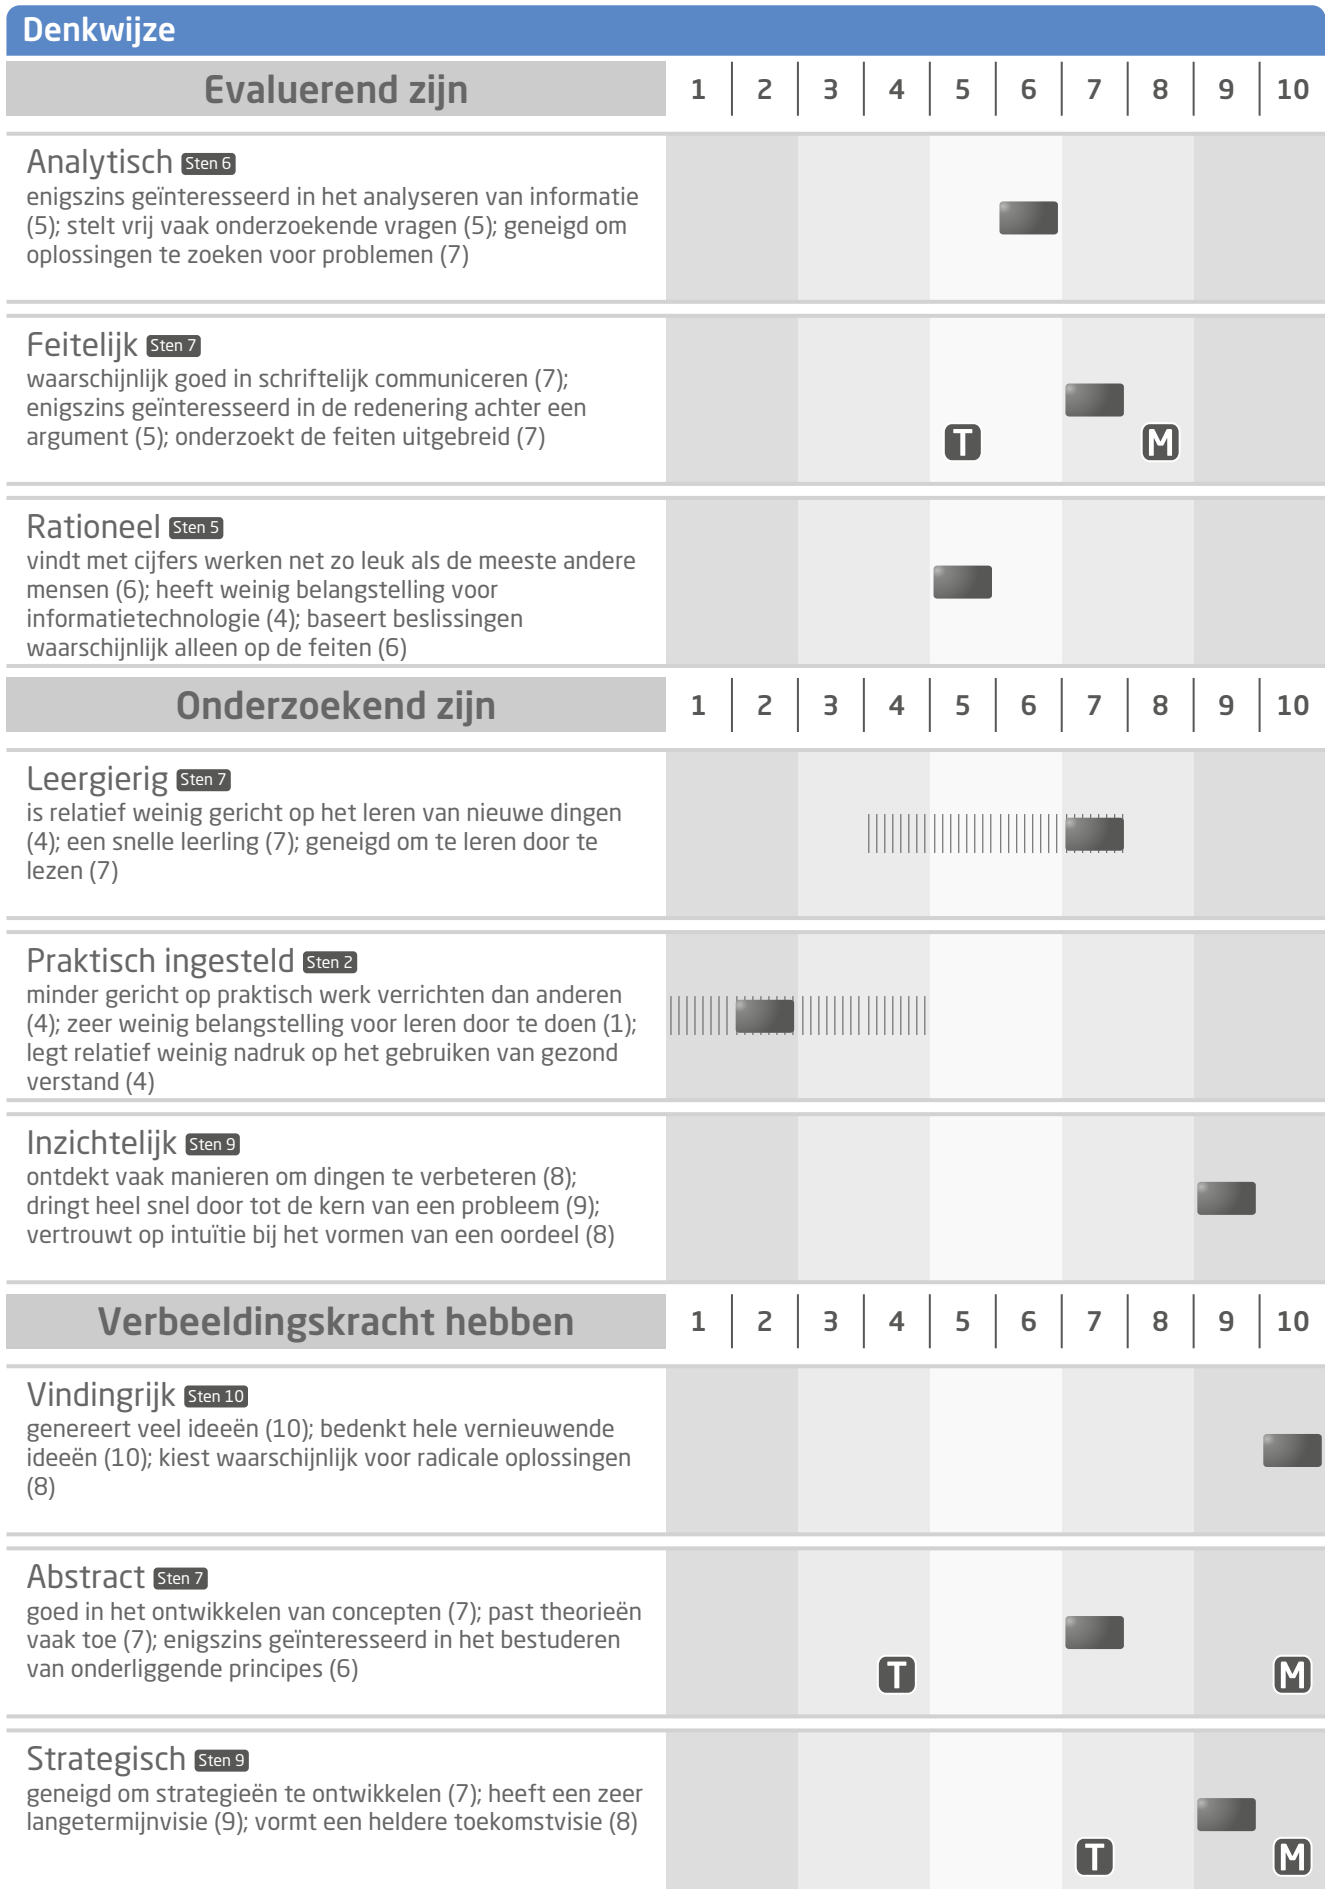 Denkwijze
Evaluerend zijn 1 2 3 4 5 6 7 8 9 10
Analytisch Sten 6
enigszins geïnteresseerd in het analyseren van informatie
(5); stelt vrij vaak onderzoekende vragen (5); geneigd om
oplossingen te zoeken voor problemen (7)
Feitelijk Sten 7
waarschijnlijk goed in schriftelijk communiceren (7);
enigszins geïnteresseerd in de redenering achter een
argument (5); onderzoekt de feiten uitgebreid (7)
T M
Rationeel Sten 5
vindt met cijfers werken net zo leuk als de meeste andere
mensen (6); heeft weinig belangstelling voor
informatietechnologie (4); baseert beslissingen
waarschijnlijk alleen op de feiten (6)
Onderzoekend zijn 1 2 3 4 5 6 7 8 9 10
Leergierig Sten 7
is relatief weinig gericht op het leren van nieuwe dingen
(4); een snelle leerling (7); geneigd om te leren door te
lezen (7)
Praktisch ingesteld Sten 2
minder gericht op praktisch werk verrichten dan anderen
(4); zeer weinig belangstelling voor leren door te doen (1);
legt relatief weinig nadruk op het gebruiken van gezond
verstand (4)
Inzichtelijk Sten 9
ontdekt vaak manieren om dingen te verbeteren (8);
dringt heel snel door tot de kern van een probleem (9);
vertrouwt op intuïtie bij het vormen van een oordeel (8)
Verbeeldingskracht hebben 1 2 3 4 5 6 7 8 9 10
Vindingrijk Sten 10
genereert veel ideeën (10); bedenkt hele vernieuwende
ideeën (10); kiest waarschijnlijk voor radicale oplossingen
(8)
Abstract Sten 7
goed in het ontwikkelen van concepten (7); past theorieën
vaak toe (7); enigszins geïnteresseerd in het bestuderen
van onderliggende principes (6)
T M
Strategisch Sten 9
geneigd om strategieën te ontwikkelen (7); heeft een zeer
langetermijnvisie (9); vormt een heldere toekomstvisie (8)
T M